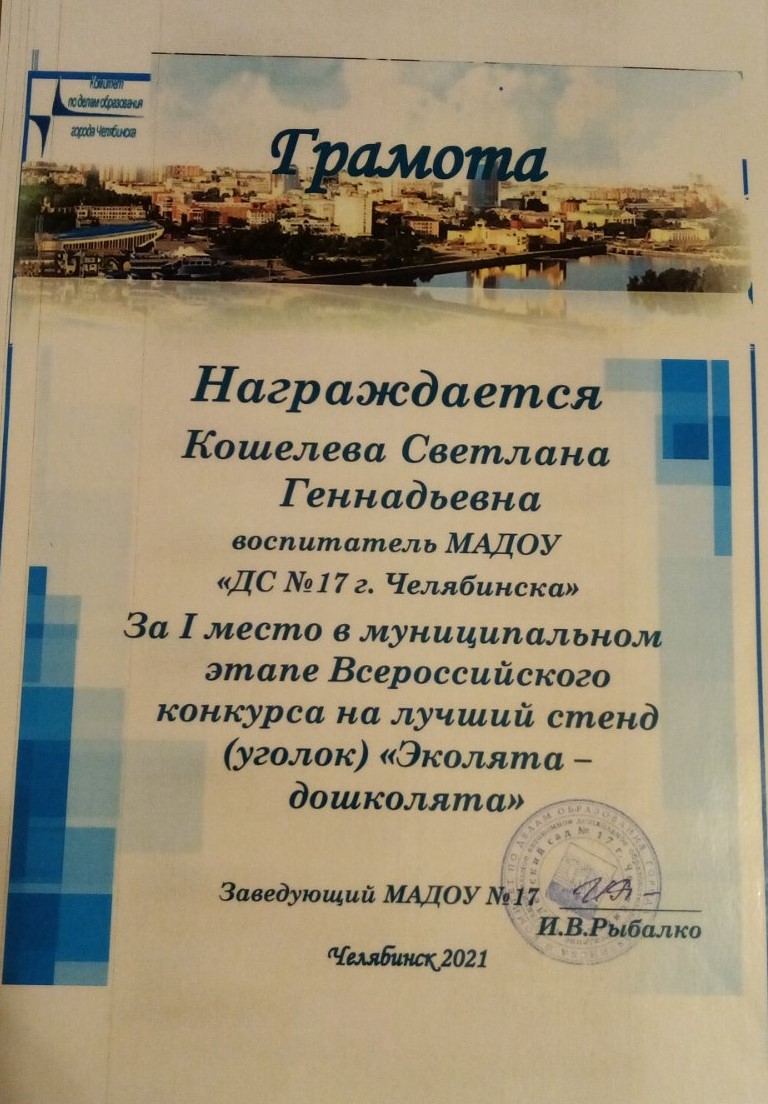 Комитет
по делам образования
города Челябинска
Грамота
Награждается
Кошелева Светлана
Геннадьевна
воспитатель МАДОУ
«ДС №17 г. Челябинска»
За I место в муниципальном
этапе Всероссийского
конкурса на лучший стенд
(уголок) «Эколята –
дошколята»
Заведующий МАДОУ №17
И.В.Рыбалко
Челябинск 2021